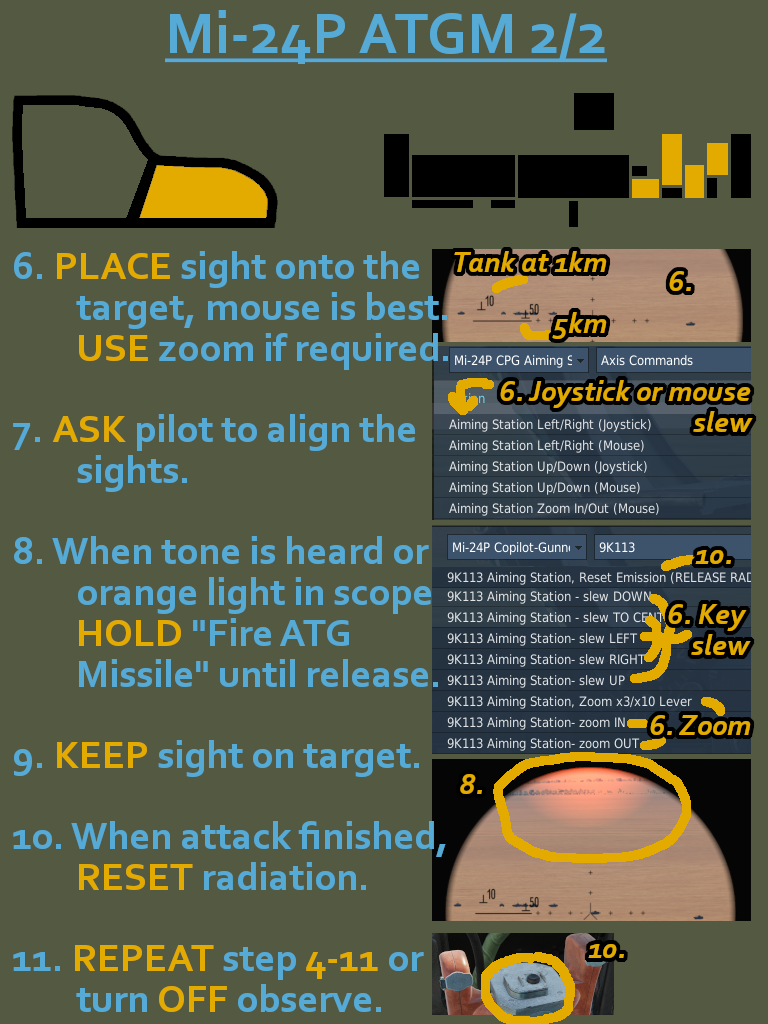 Mi-24P ATGM 2/2
6. PLACE sight onto the
target, mouse is best.
USE zoom if required.
7. ASK pilot to align the
sights.
8. When tone is heard or
orange light in scope
HOLD "Fire ATG
Missile" until release.
9. KEEP sight on target.
10. When attack finished,
RESET radiation.
11. REPEAT step 4-11 or
turn OFF observe.
Tank at 1km
6.
10
50
5km
Mi-24P CPG Aiming S
Axis Commands
6. Joystick or mouse
slew
Aiming Station Left/Right (Joystick)
Aiming Station Left/Right (Mouse)
Aiming Station Up/Down (Joystick)
Aiming Station Up/Down (Mouse)
Aiming Station Zoom In/Out (Mouse)
Mi-24P Copilot-Gunn
9K113
10.
9K113 Aiming Station, Reset Emission (RELEASE RAD
9K113 Aiming Station - slew DOWN
9K113 Aiming Station - slew TO CENT
9K113 Aiming Station- slew LEFT
9K113 Aiming Station- slew RIGHT
9K113 Aiming Station- slew UP
6. Key
slew
9K113 Aiming Station, Zoom x3/x10 Lever
9K113 Aiming Station- zoom IN
9K113 Aiming Station- zoom OUT
6. Zoom
8.
10
50
10.